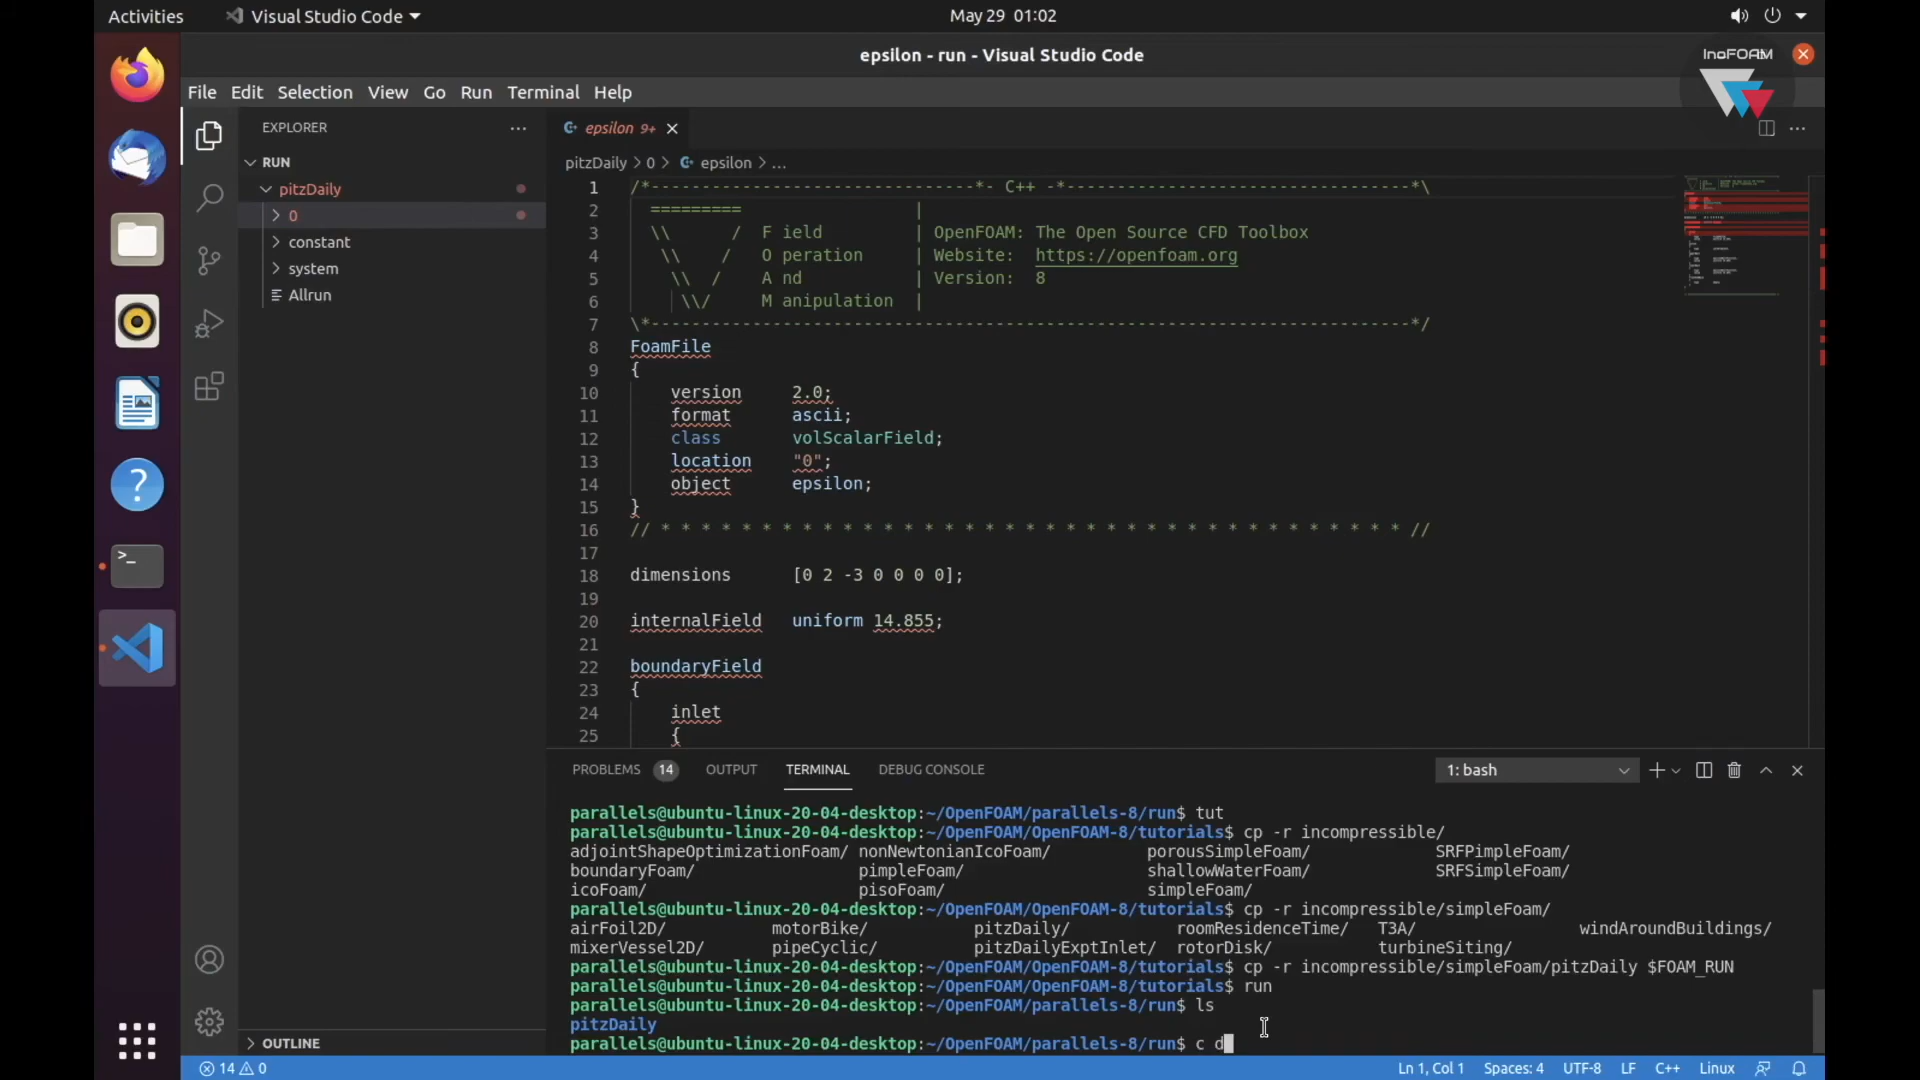 Activities
Visual Studio Code
May 29 01:02
epsilon - run - Visual Studio Code
InoFOAM
File Edit Selection View Go Run Terminal Help
EXPLORER
RUN
pitzDaily
0
constant
system
Allrun
OUTLINE
epsilon 9+
pitzDaily > 0 > epsilon > ...
1 /*---------------------------------*- C++ -*----------------------------------*\
2 ========= |
3 \\ / F ield | OpenFOAM: The Open Source CFD Toolbox
4 \\ / O peration | Website: https://openfoam.org
5 \\ / A nd | Version: 8
6 \\/ M anipulation |
7 \*---------------------------------------------------------------------------*/
8 FoamFile
9 {
10 version 2.0;
11 format ascii;
12 class volScalarField;
13 location "0";
14 object epsilon;
15 }
16 // * * * * * * * * * * * * * * * * * * * * * * * * * * * * * * * * * * * * * //
17
18 dimensions [0 2 -3 0 0 0 0];
19
20 internalField uniform 14.855;
21
22 boundaryField
23 {
24 inlet
25 {
PROBLEMS 14 OUTPUT TERMINAL DEBUG CONSOLE
1: bash
parallels@ubuntu-linux-20-04-desktop:~/OpenFOAM/parallels-8/run$ tut
parallels@ubuntu-linux-20-04-desktop:~/OpenFOAM/OpenFOAM-8/tutorials$ cp -r incompressible/
adjointShapeOptimizationFoam/ nonNewtonianIcoFoam/ porousSimpleFoam/ SRFPimpleFoam/
boundaryFoam/ pimpleFoam/ shallowWaterFoam/ SRFSimpleFoam/
icoFoam/ pisoFoam/ simpleFoam/
parallels@ubuntu-linux-20-04-desktop:~/OpenFOAM/OpenFOAM-8/tutorials$ cp -r incompressible/simpleFoam/
airFoil2D/ motorBike/ pitzDaily/ roomResidenceTime/ T3A/ windAroundBuildings/
mixerVessel2D/ pipeCyclic/ pitzDailyExptInlet/ rotorDisk/ turbineSiting/
parallels@ubuntu-linux-20-04-desktop:~/OpenFOAM/OpenFOAM-8/tutorials$ cp -r incompressible/simpleFoam/pitzDaily $FOAM_RUN
parallels@ubuntu-linux-20-04-desktop:~/OpenFOAM/OpenFOAM-8/tutorials$ run
parallels@ubuntu-linux-20-04-desktop:~/OpenFOAM/parallels-8/run$ ls
pitzDaily
parallels@ubuntu-linux-20-04-desktop:~/OpenFOAM/parallels-8/run$ c d
14 0
Ln 1, Col 1 Spaces: 4 UTF-8 LF C++ Linux